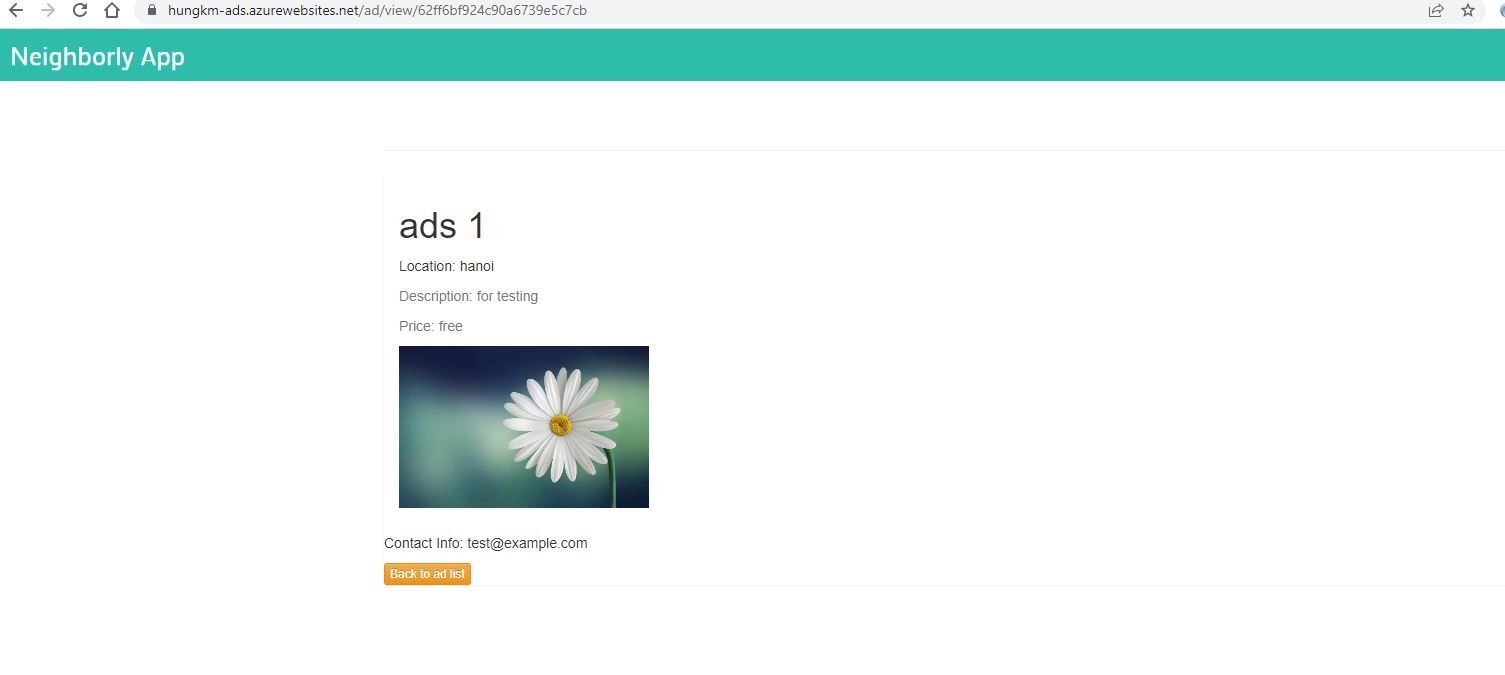 hungkm-ads.azurewebsites.net/ad/view/62ff6bf924c90a6739e5c7cb
Neighborly App
ads 1
Location: hanoi
Description: for testing
Price: free
Contact Info: test@example.com
Back to ad list